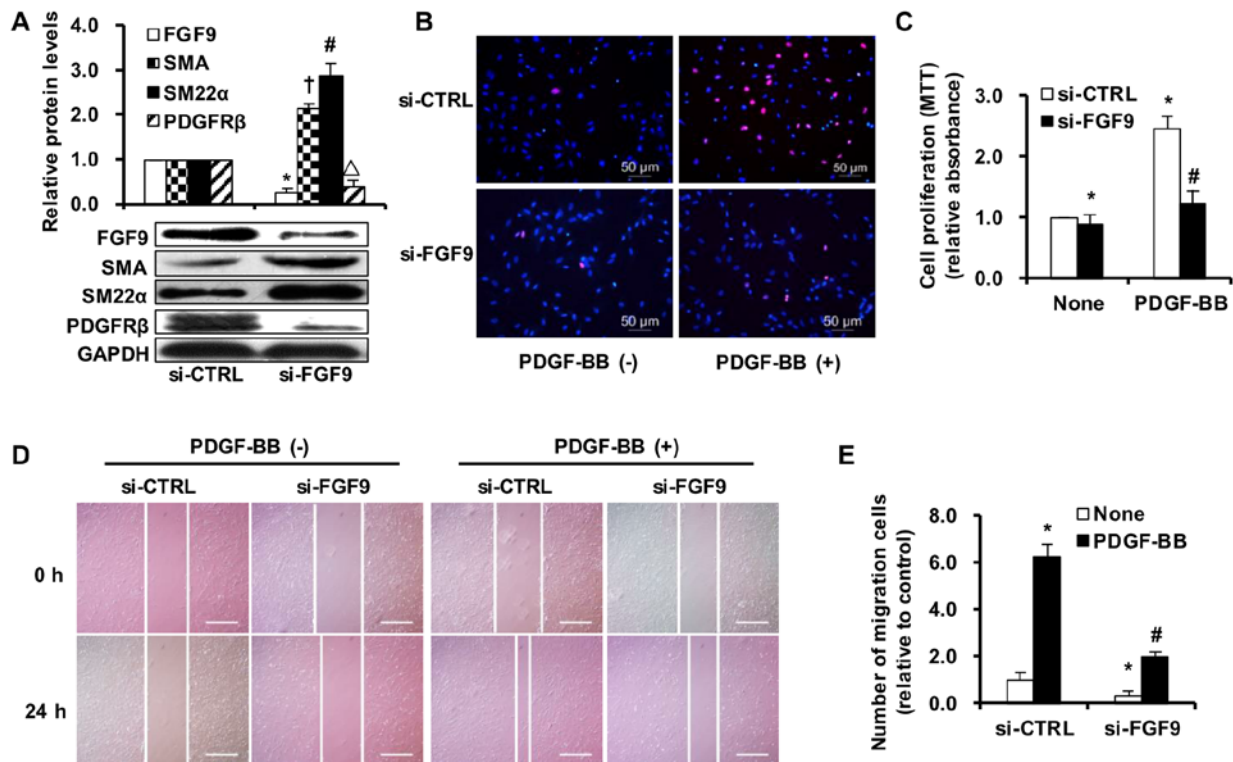 A
Relative protein levels
4.0
3.0
2.0
1.0
0.0
FGF9
SMA
SM22α
PDGFRβ
*
†
#
△
FGF9
SMA
SM22α
PDGFRβ
GAPDH
si-CTRL si-FGF9
B
si-CTRL
si-FGF9
50 µm
50 µm
50 µm
50 µm
PDGF-BB (-) PDGF-BB (+)
C
Cell proliferation (MTT)
(relative absorbance)
3.0
2.0
1.0
0.0
si-CTRL
si-FGF9
*
*
#
None PDGF-BB
D
PDGF-BB (-) PDGF-BB (+)
si-CTRL si-FGF9 si-CTRL si-FGF9
0 h
24 h
E
Number of migration cells
(relative to control)
8.0
6.0
4.0
2.0
0.0
None
PDGF-BB
*
*
#
si-CTRL si-FGF9